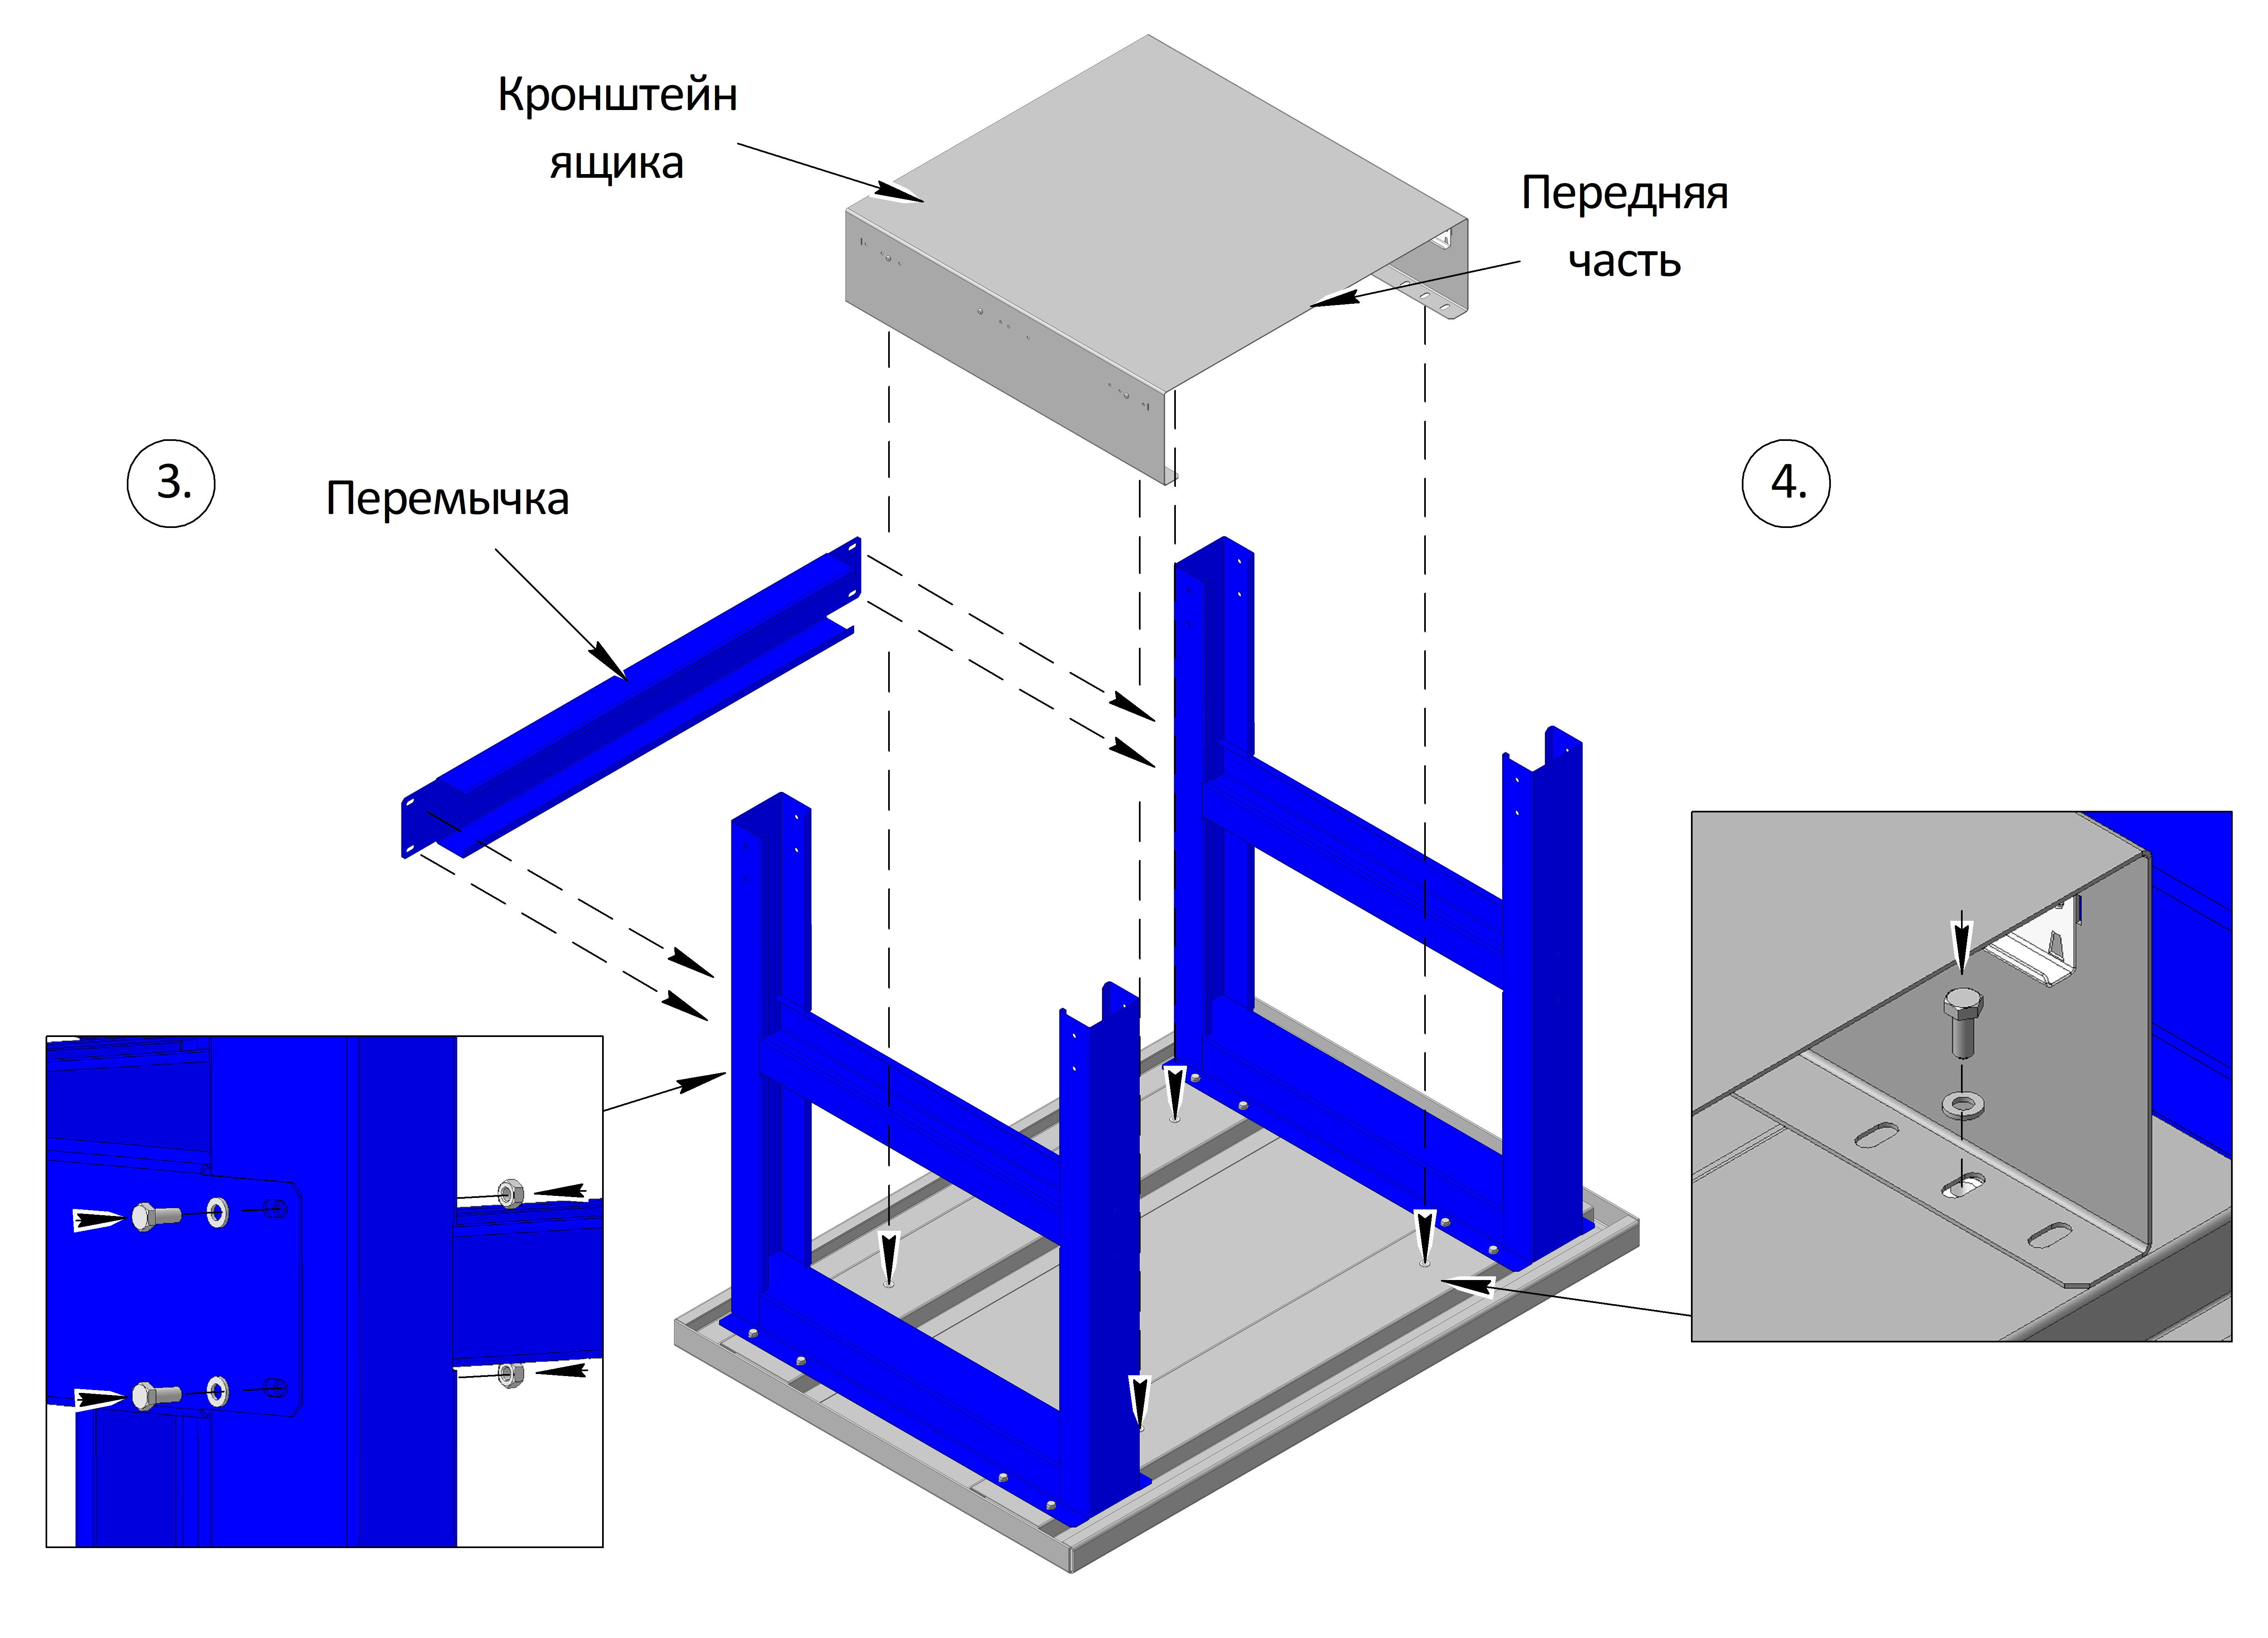 Кронштейн
ящика
Передняя
часть
3.
Перемычка
4.